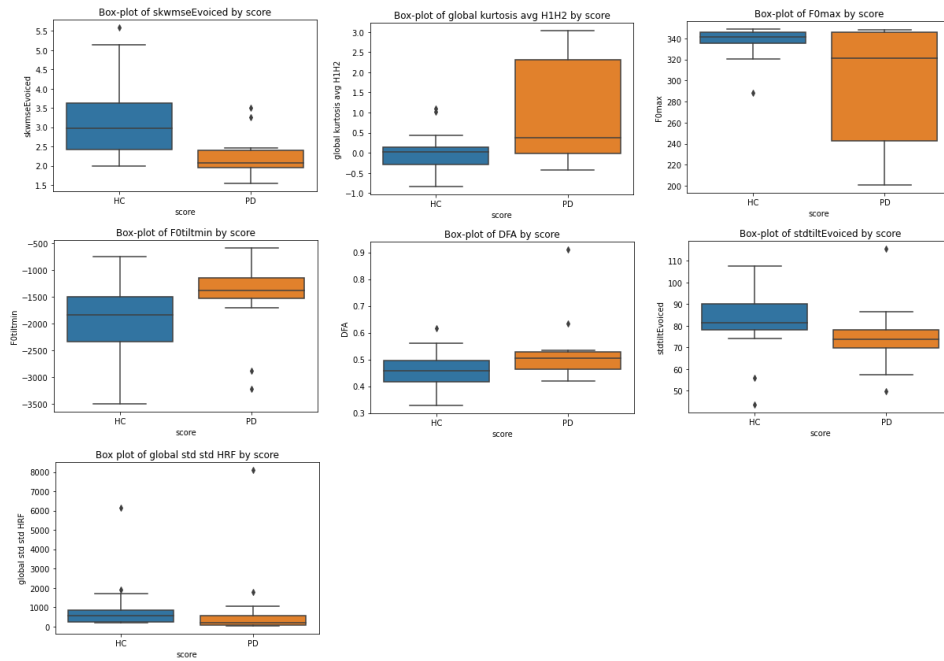 Box-plot of skwmseEvoiced by score
skwmseEvoiced
5.5
5.0
4.5
4.0
3.5
3.0
2.5
2.0
1.5
HC
PD
score
Box-plot of global kurtosis avg H1H2 by score
global kurtosis avg H1H2
3.0
2.5
2.0
1.5
1.0
0.5
0.0
−0.5
−1.0
HC
PD
score
Box-plot of F0max by score
F0max
340
320
300
280
260
240
220
200
HC
PD
score
Box-plot of F0tiltmin by score
F0tiltmin
−500
−1000
−1500
−2000
−2500
−3000
−3500
HC
PD
score
Box-plot of DFA by score
DFA
0.9
0.8
0.7
0.6
0.5
0.4
0.3
HC
PD
score
Box-plot of stdtiltEvoiced by score
stdtiltEvoiced
110
100
90
80
70
60
50
HC
PD
score
Box plot of global std std HRF by score
global std std HRF
8000
7000
6000
5000
4000
3000
2000
1000
0
HC
PD
score